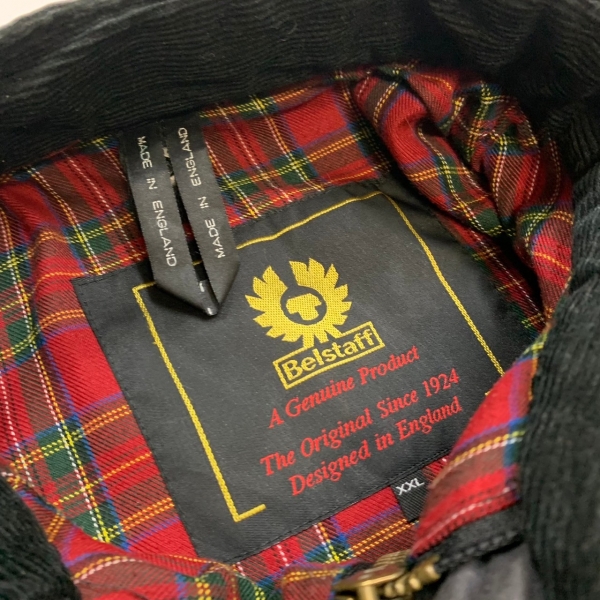 MADE IN ENGLAND
MADE IN ENGLAND
Belstaff
A Genuine Product
The Original Since 1924
Designed in England
XXL